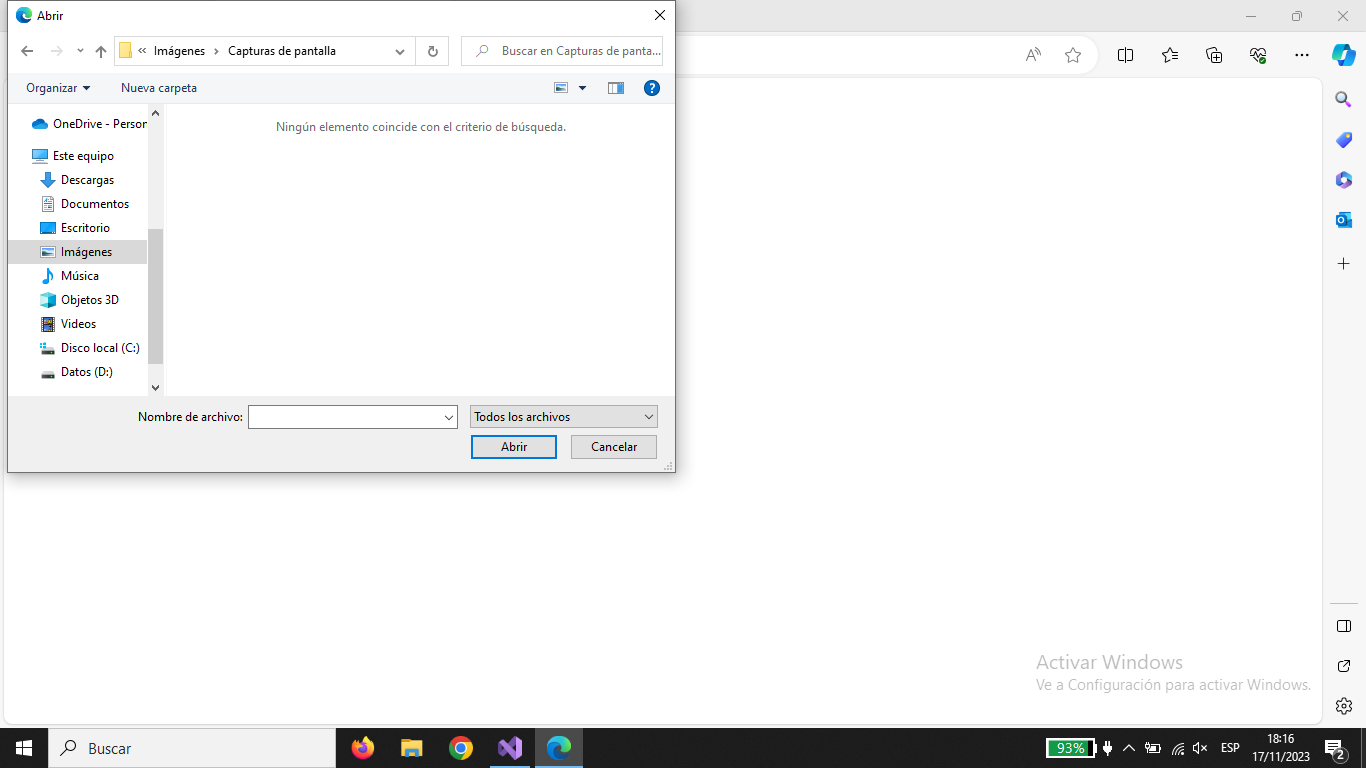 Abrir
« Imágenes › Capturas de pantalla
Buscar en Capturas de panta...
Organizar
Nueva carpeta
OneDrive - Person
Este equipo
Descargas
Documentos
Escritorio
Imágenes
Música
Objetos 3D
Videos
Disco local (C:)
Datos (D:)
Ningún elemento coincide con el criterio de búsqueda.
Nombre de archivo:
Todos los archivos
Abrir
Cancelar
Activar Windows
Ve a Configuración para activar Windows.
Buscar
93%
ESP
18:16
17/11/2023
2